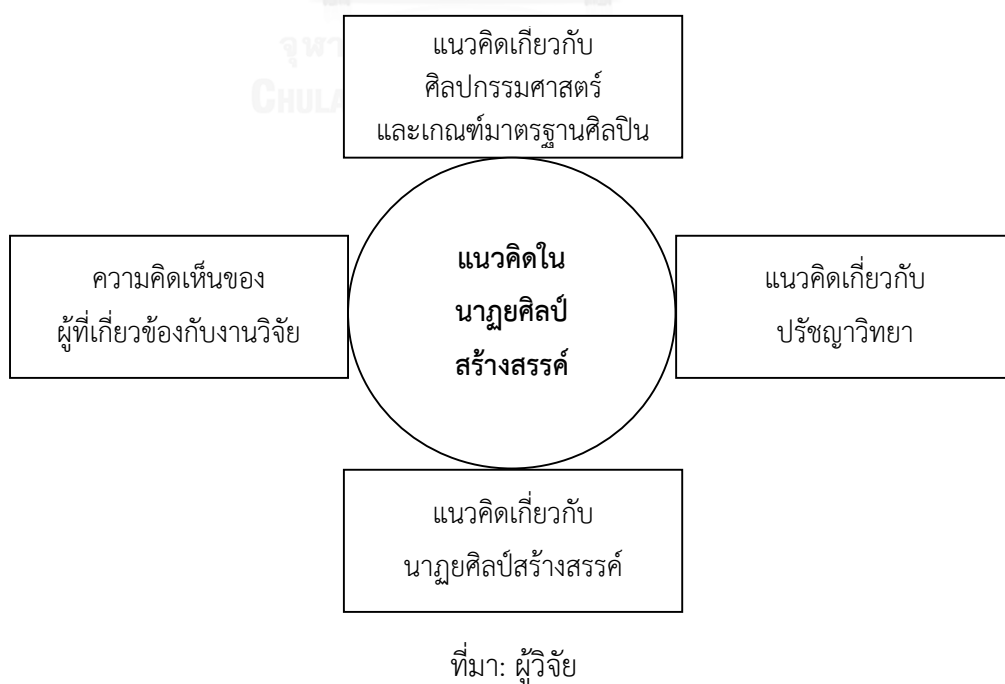 จุฬา
CHULA
แนวคิดเกี่ยวกับ
ศิลปกรรมศาสตร์
และเกณฑ์มาตรฐานศิลปิน
แนวคิดใน
นาฏยศิลป์
สร้างสรรค์
ความคิดเห็นของ
ผู้ที่เกี่ยวข้องกับงานวิจัย
แนวคิดเกี่ยวกับ
ปรัชญาวิทยา
แนวคิดเกี่ยวกับ
นาฏยศิลป์สร้างสรรค์
ที่มา: ผู้วิจัย